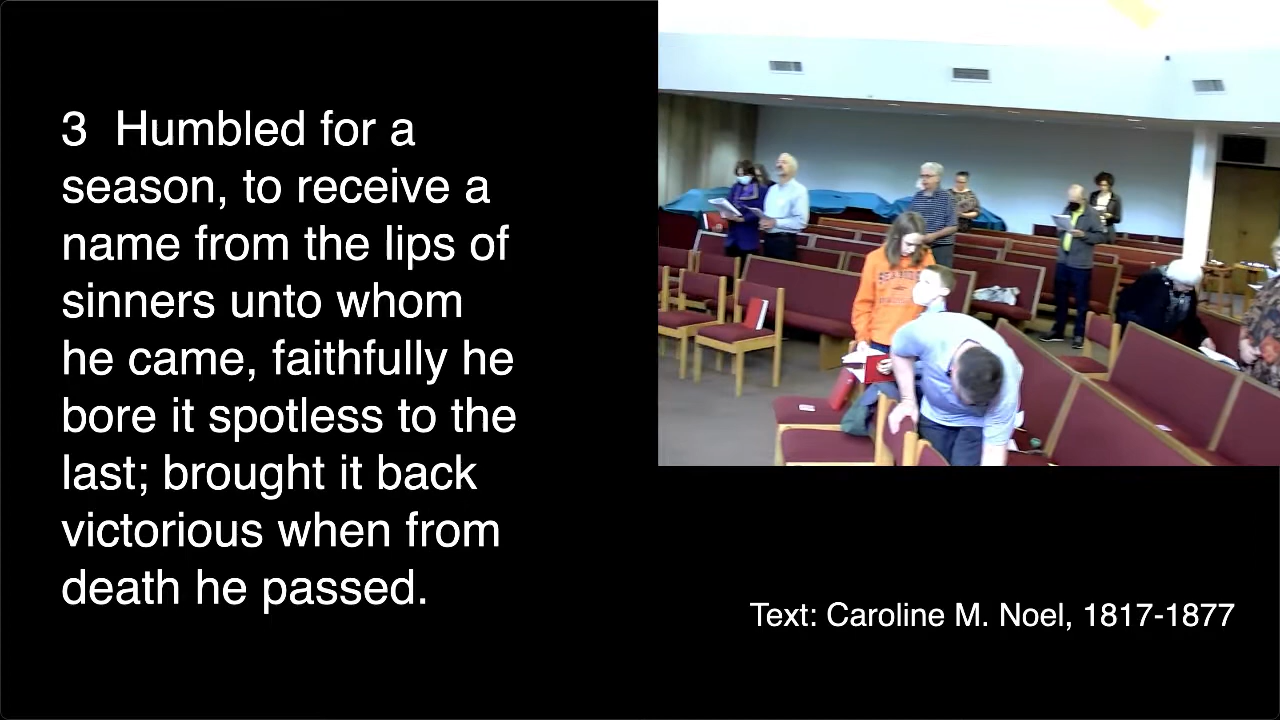 3 Humbled for a
season, to receive a
name from the lips of
sinners unto whom
he came, faithfully he
bore it spotless to the
last; brought it back
victorious when from
death he passed.
Text: Caroline M. Noel, 1817-1877